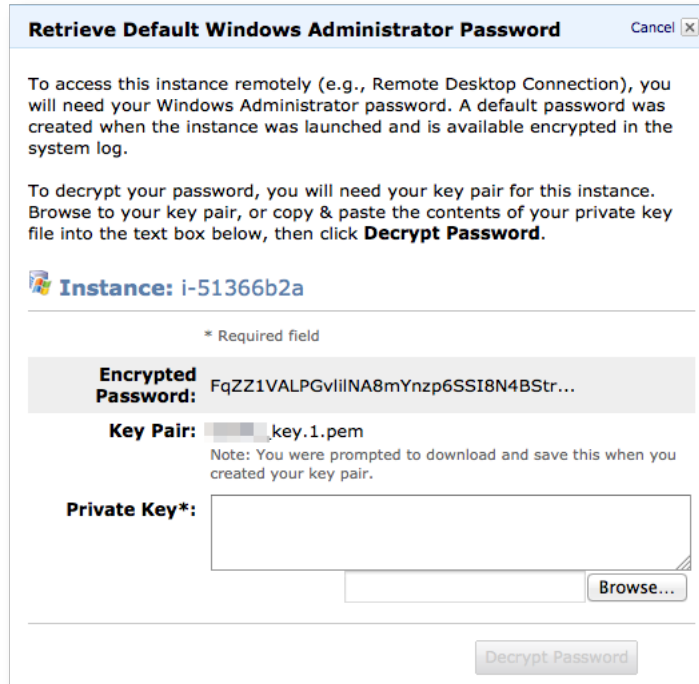 Retrieve Default Windows Administrator Password Cancel
To access this instance remotely (e.g., Remote Desktop Connection), you
will need your Windows Administrator password. A default password was
created when the instance was launched and is available encrypted in the
system log.
To decrypt your password, you will need your key pair for this instance.
Browse to your key pair, or copy & paste the contents of your private key
file into the text box below, then click Decrypt Password.
Instance: i-51366b2a
* Required field
Encrypted
Password: FqZZ1VALPGvlilNA8mYnzp6SSI8N4BStr...
Key Pair: _key.1.pem
Note: You were prompted to download and save this when you
created your key pair.
Private Key*:
Browse...
Decrypt Password